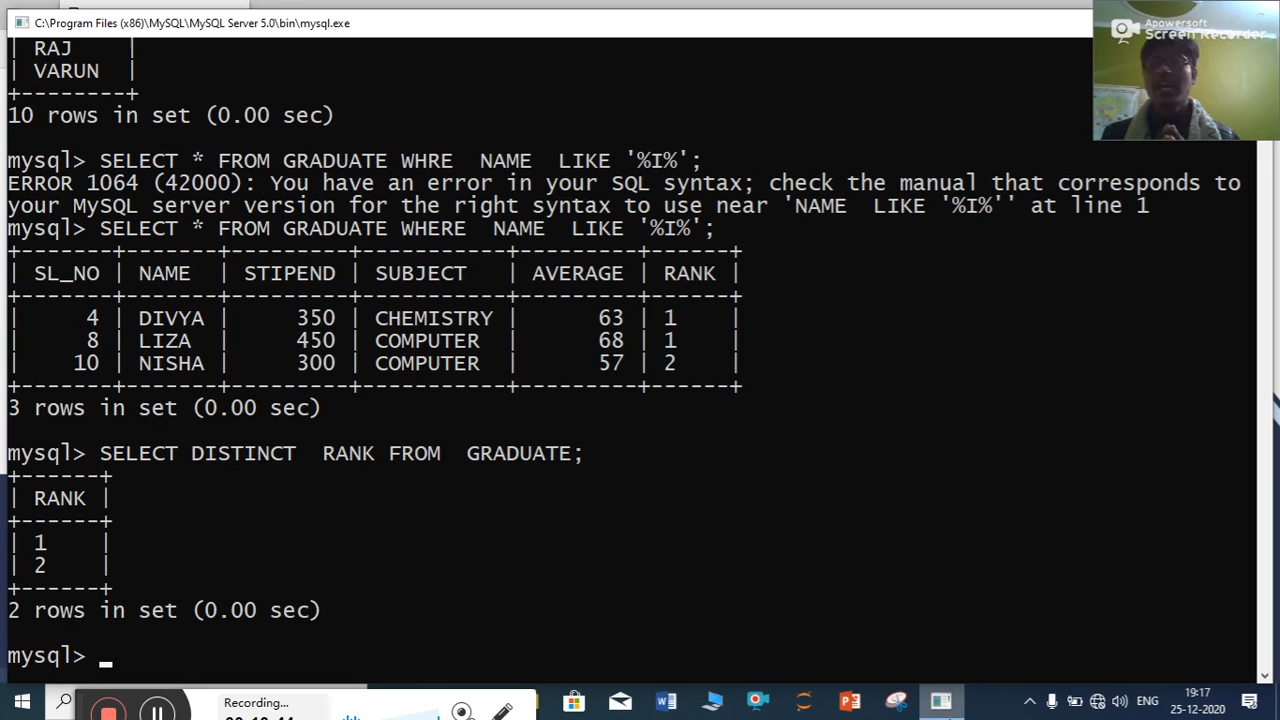 C:\Program Files (x86)\MySQL\MySQL Server 5.0\bin\mysql.exe
Apowersoft
Screen Recorder
| RAJ    |
| VARUN  |
+--------+
10 rows in set (0.00 sec)
mysql> SELECT * FROM GRADUATE WHRE  NAME  LIKE '%I%';
ERROR 1064 (42000): You have an error in your SQL syntax; check the manual that corresponds to
your MySQL server version for the right syntax to use near 'NAME  LIKE '%I%'' at line 1
mysql> SELECT * FROM GRADUATE WHERE  NAME  LIKE '%I%';
+-------+-------+---------+-----------+---------+------+
| SL_NO | NAME  | STIPEND | SUBJECT   | AVERAGE | RANK |
+-------+-------+---------+-----------+---------+------+
|     4 | DIVYA |     350 | CHEMISTRY |      63 | 1    |
|     8 | LIZA  |     450 | COMPUTER  |      68 | 1    |
|    10 | NISHA |     300 | COMPUTER  |      57 | 2    |
+-------+-------+---------+-----------+---------+------+
3 rows in set (0.00 sec)
mysql> SELECT DISTINCT  RANK FROM  GRADUATE;
+------+
| RANK |
+------+
| 1    |
| 2    |
+------+
2 rows in set (0.00 sec)
mysql> _
Recording...
ENG
19:17
25-12-2020